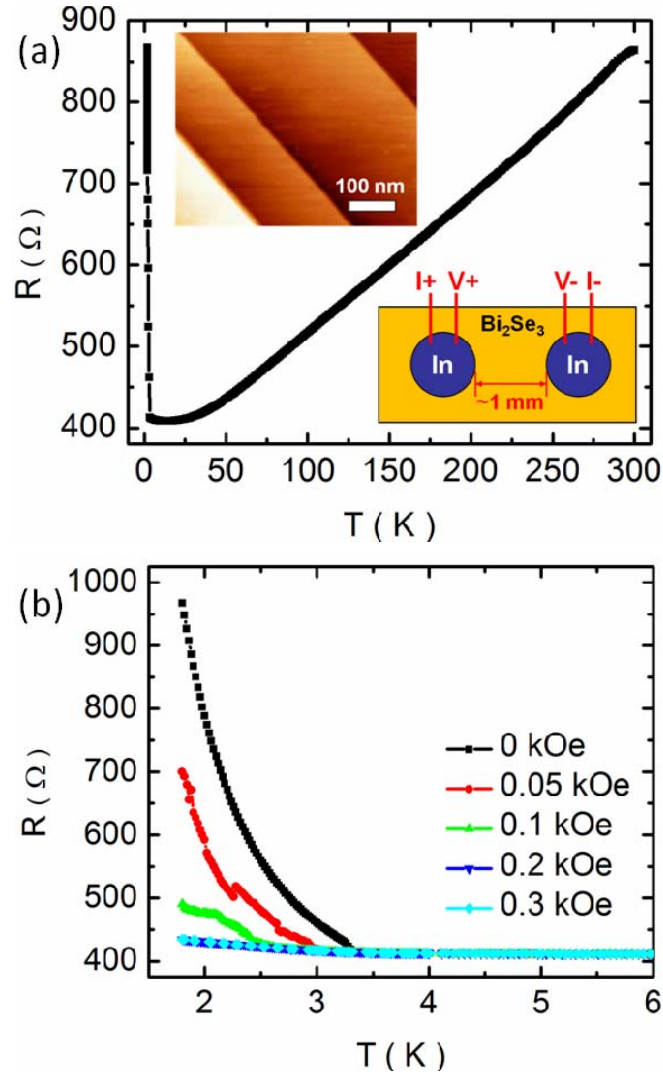 (a)
900
800
700
600
500
400
R (Ω)
100 nm
I+ V+ V- I-
Bi₂Se₃
In In
~1 mm
0 50 100 150 200 250 300
T ( K )
(b)
1000
900
800
700
600
500
400
R (Ω)
0 kOe
0.05 kOe
0.1 kOe
0.2 kOe
0.3 kOe
2 3 4 5 6
T ( K )